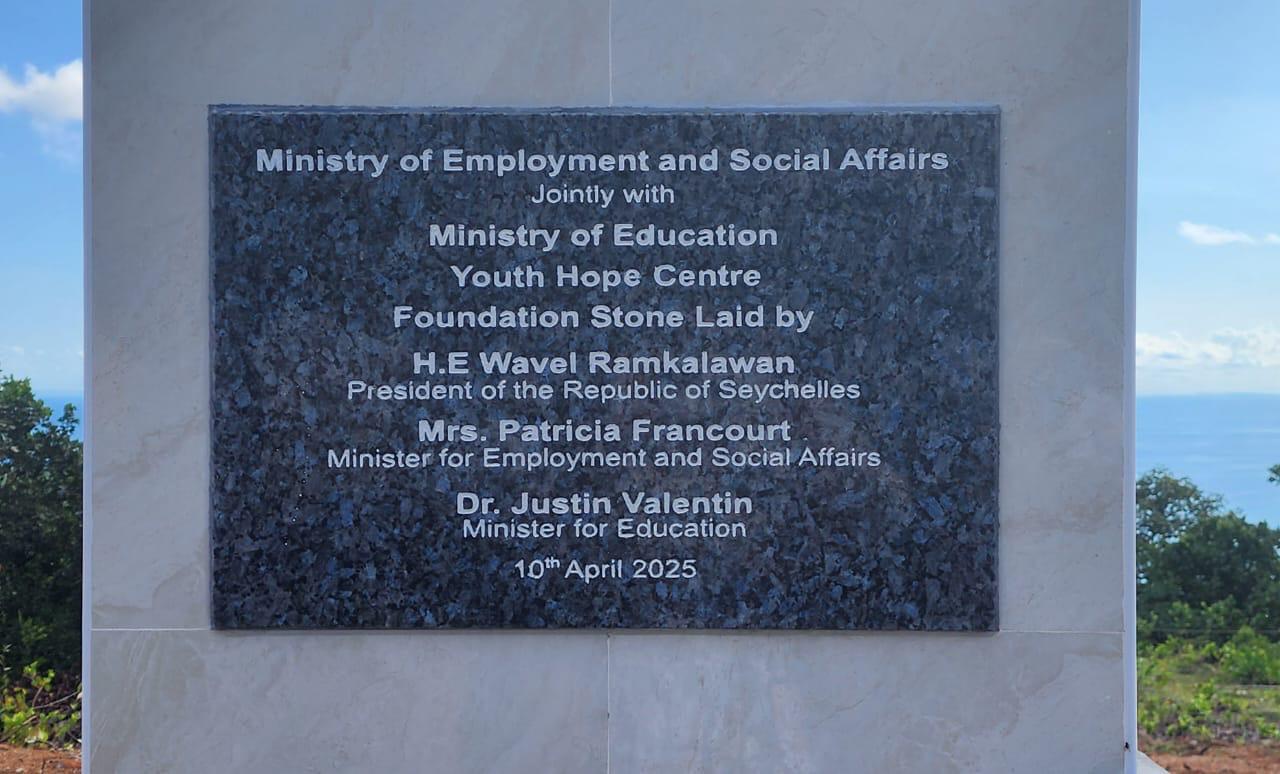 Ministry of Employment and Social Affairs
Jointly with
Ministry of Education
Youth Hope Centre
Foundation Stone Laid by
H.E Wavel Ramkalawan
President of the Republic of Seychelles
Mrs. Patricia Francourt
Minister for Employment and Social Affairs
Dr. Justin Valentin
Minister for Education
10th April 2025